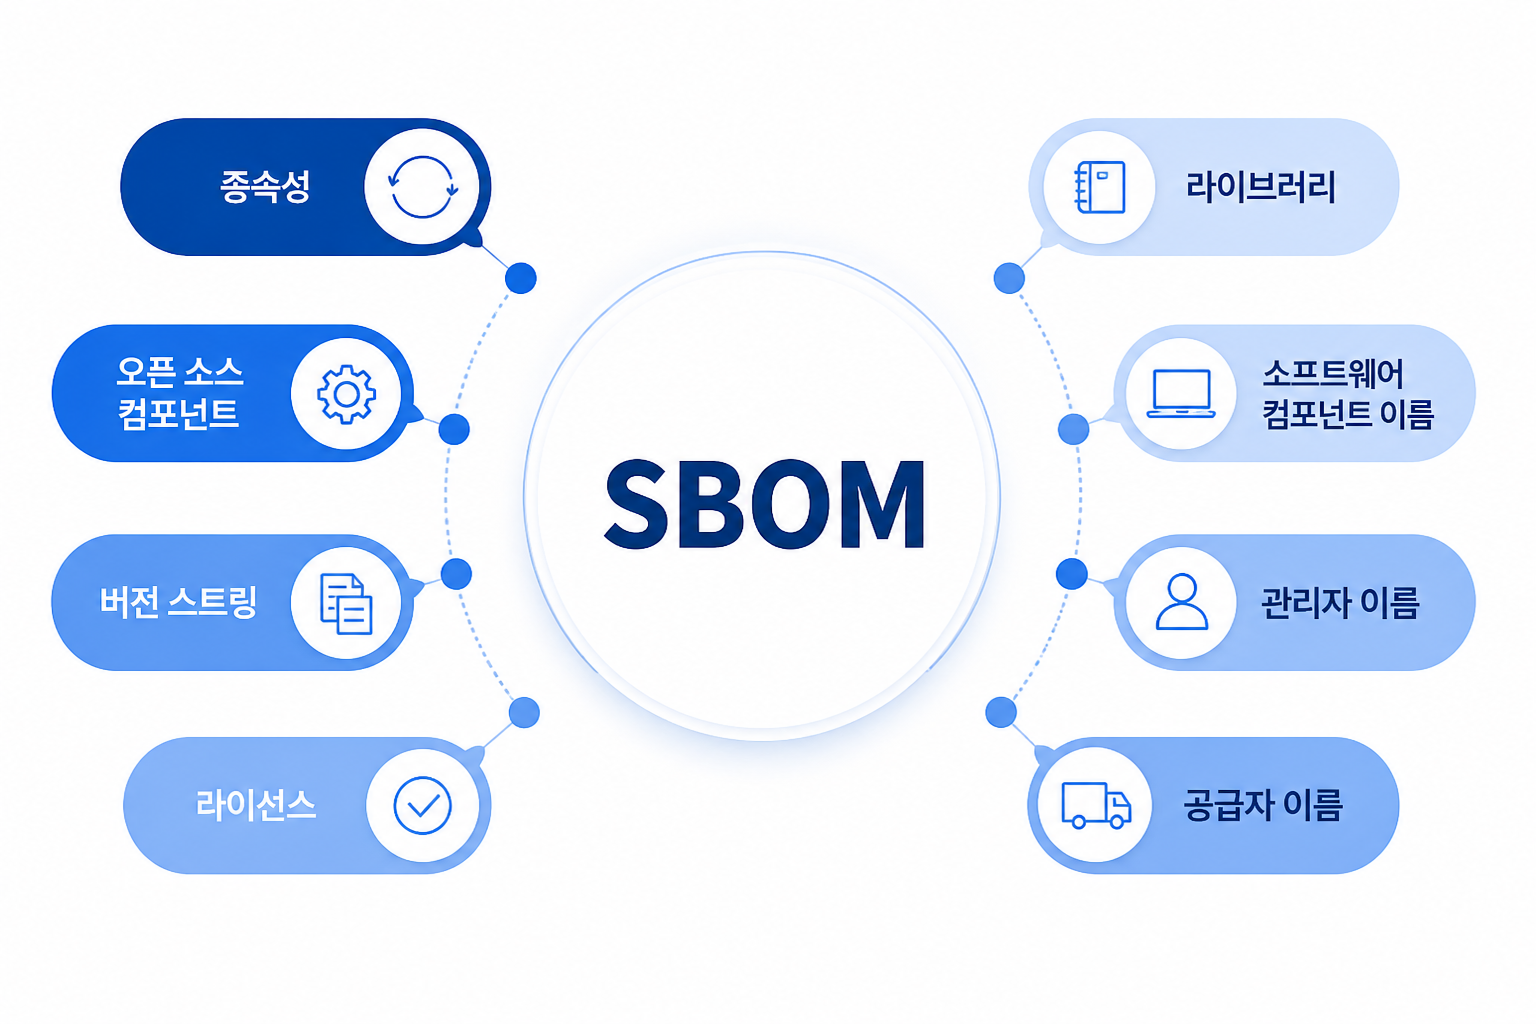 종속성
오픈 소스
컴포넌트
버전 스트링
라이선스
SBOM
라이브러리
소프트웨어
컴포넌트 이름
관리자 이름
공급자 이름